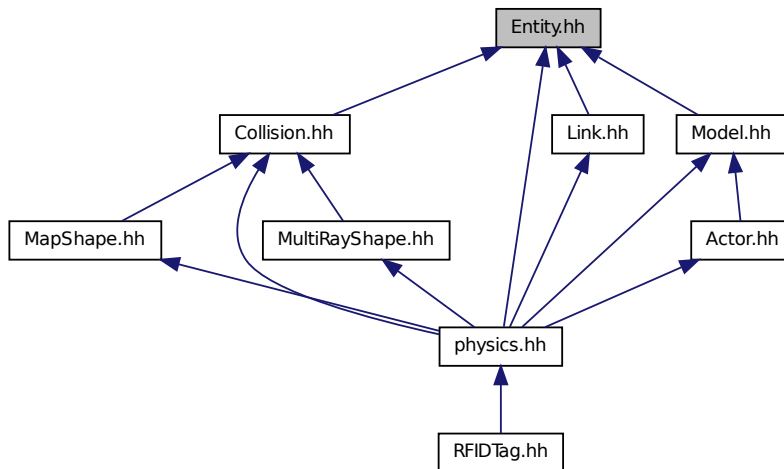 Entity.hh
Collision.hh
Link.hh
Model.hh
MapShape.hh
MultiRayShape.hh
Actor.hh
physics.hh
RFIDTag.hh